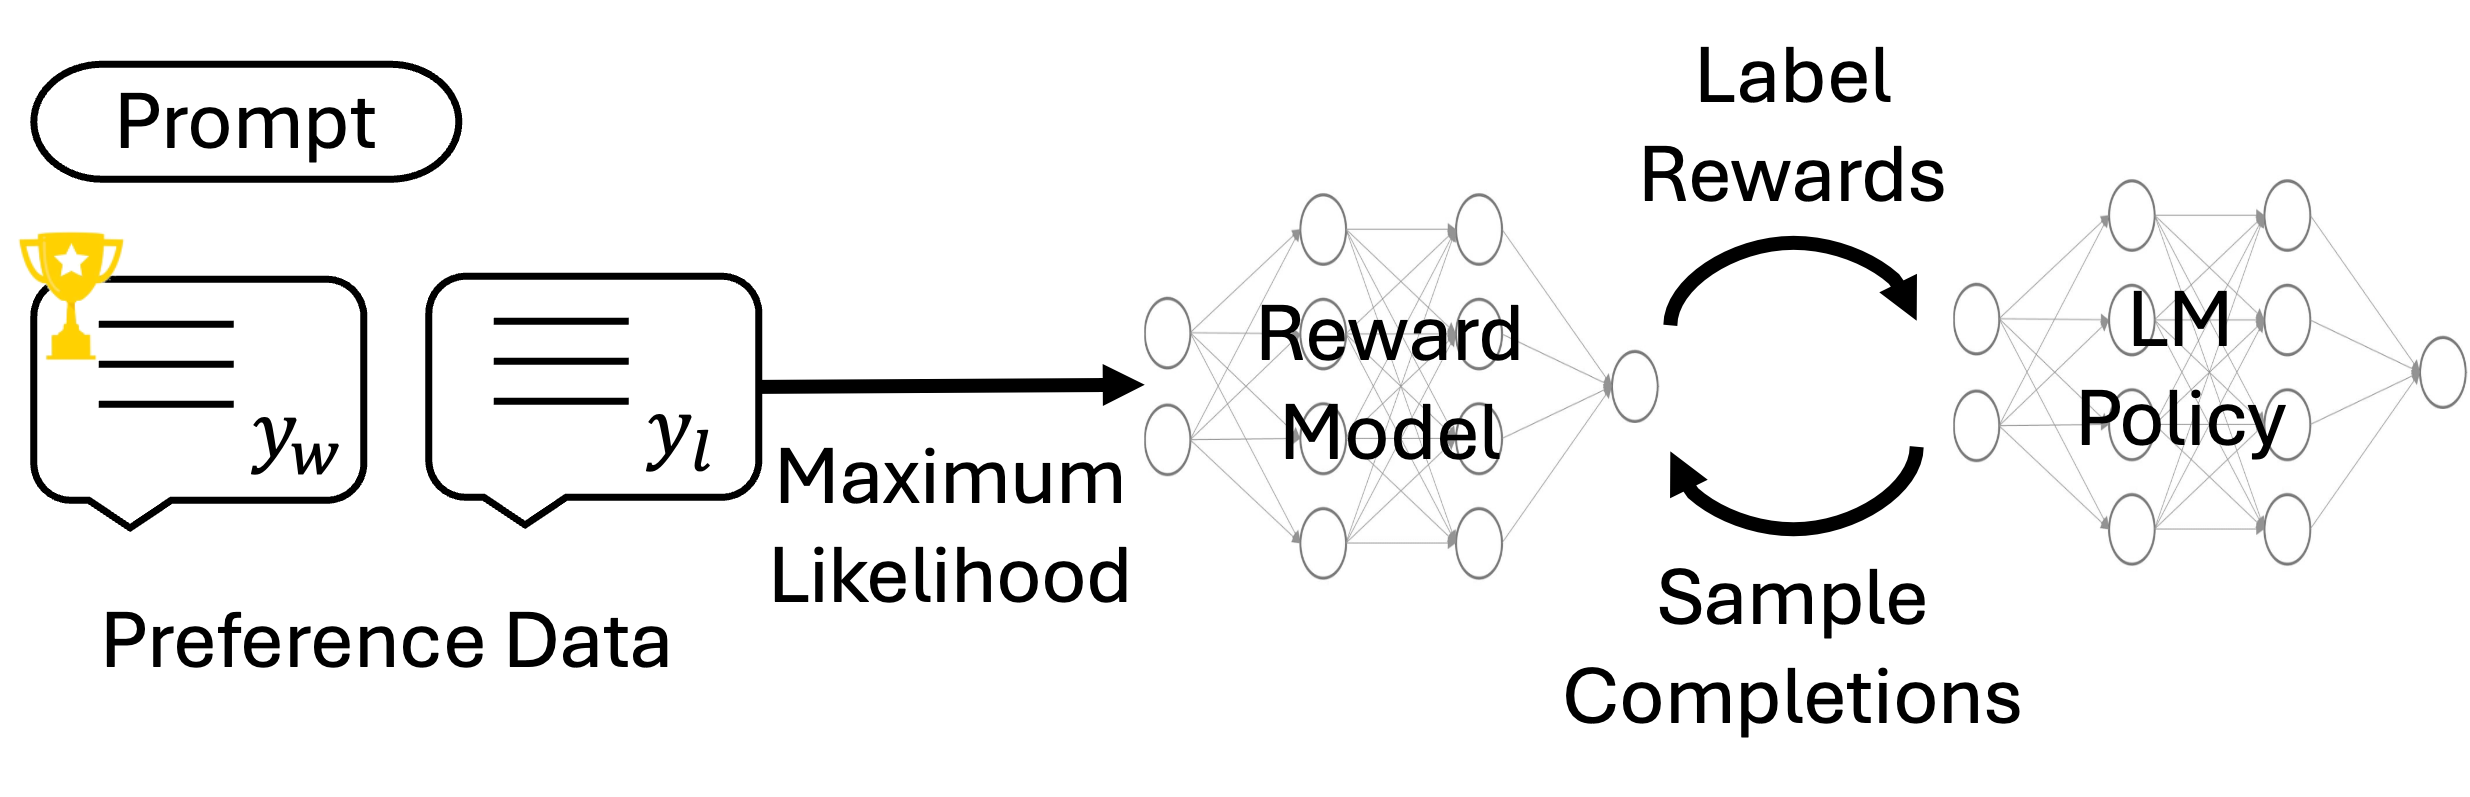 Prompt
y_w
y_l
Preference Data
Maximum
Likelihood
Reward
Model
Label
Rewards
Sample
Completions
LM
Policy